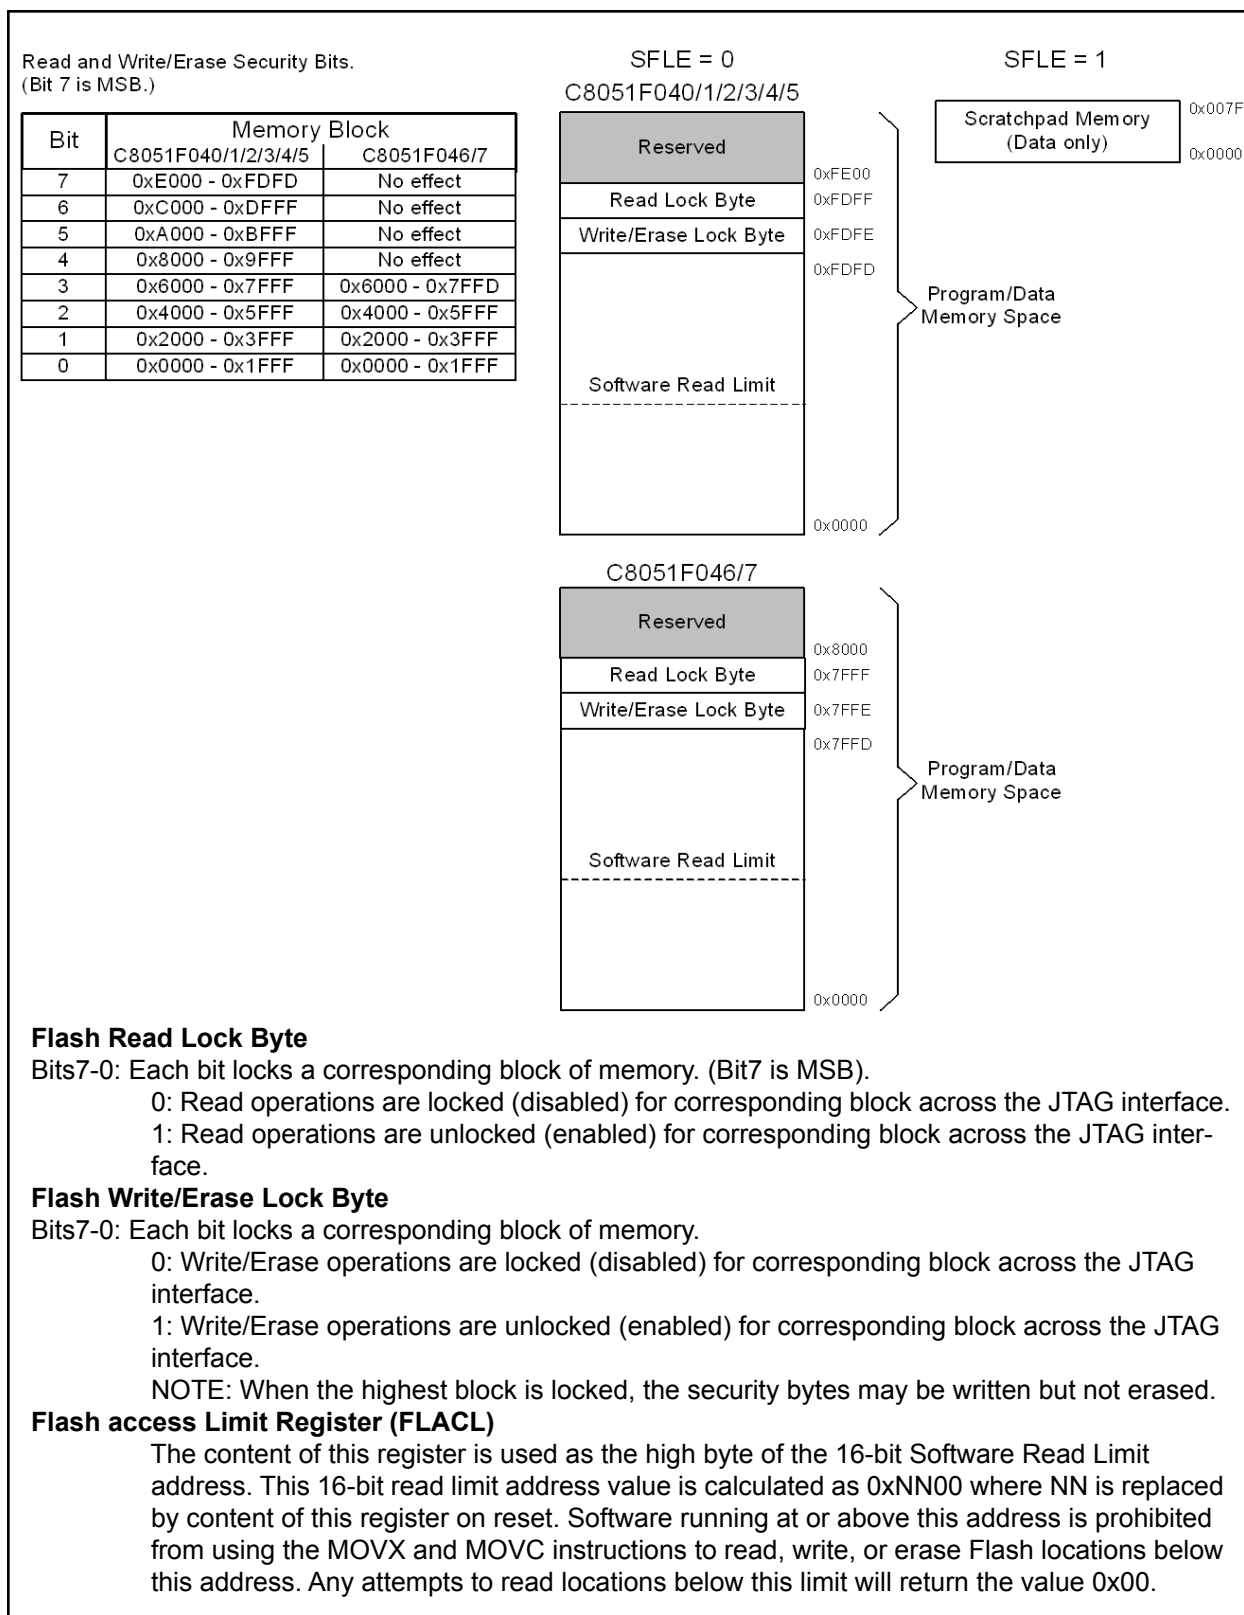 Read and Write/Erase Security Bits.
(Bit 7 is MSB.)
Bit Memory Block
C8051F040/1/2/3/4/5 C8051F046/7
7 0xE000 - 0xFDFD No effect
6 0xC000 - 0xDFFF No effect
5 0xA000 - 0xBFFF No effect
4 0x8000 - 0x9FFF No effect
3 0x6000 - 0x7FFF 0x6000 - 0x7FFD
2 0x4000 - 0x5FFF 0x4000 - 0x5FFF
1 0x2000 - 0x3FFF 0x2000 - 0x3FFF
0 0x0000 - 0x1FFF 0x0000 - 0x1FFF
SFLE = 0
C8051F040/1/2/3/4/5
Reserved
0xFE00
Read Lock Byte 0xFDFF
Write/Erase Lock Byte 0xFDFE
0xFDFD
Software Read Limit
0x0000
Program/Data
Memory Space
SFLE = 1
Scratchpad Memory
(Data only)
0x007F
0x0000
C8051F046/7
Reserved
0x8000
Read Lock Byte 0x7FFF
Write/Erase Lock Byte 0x7FFE
0x7FFD
Software Read Limit
0x0000
Program/Data
Memory Space
Flash Read Lock Byte
Bits7-0: Each bit locks a corresponding block of memory. (Bit7 is MSB).
0: Read operations are locked (disabled) for corresponding block across the JTAG interface.
1: Read operations are unlocked (enabled) for corresponding block across the JTAG inter-
face.
Flash Write/Erase Lock Byte
Bits7-0: Each bit locks a corresponding block of memory.
0: Write/Erase operations are locked (disabled) for corresponding block across the JTAG
interface.
1: Write/Erase operations are unlocked (enabled) for corresponding block across the JTAG
interface.
NOTE: When the highest block is locked, the security bytes may be written but not erased.
Flash access Limit Register (FLACL)
The content of this register is used as the high byte of the 16-bit Software Read Limit
address. This 16-bit read limit address value is calculated as 0xNN00 where NN is replaced
by content of this register on reset. Software running at or above this address is prohibited
from using the MOVX and MOVC instructions to read, write, or erase Flash locations below
this address. Any attempts to read locations below this limit will return the value 0x00.